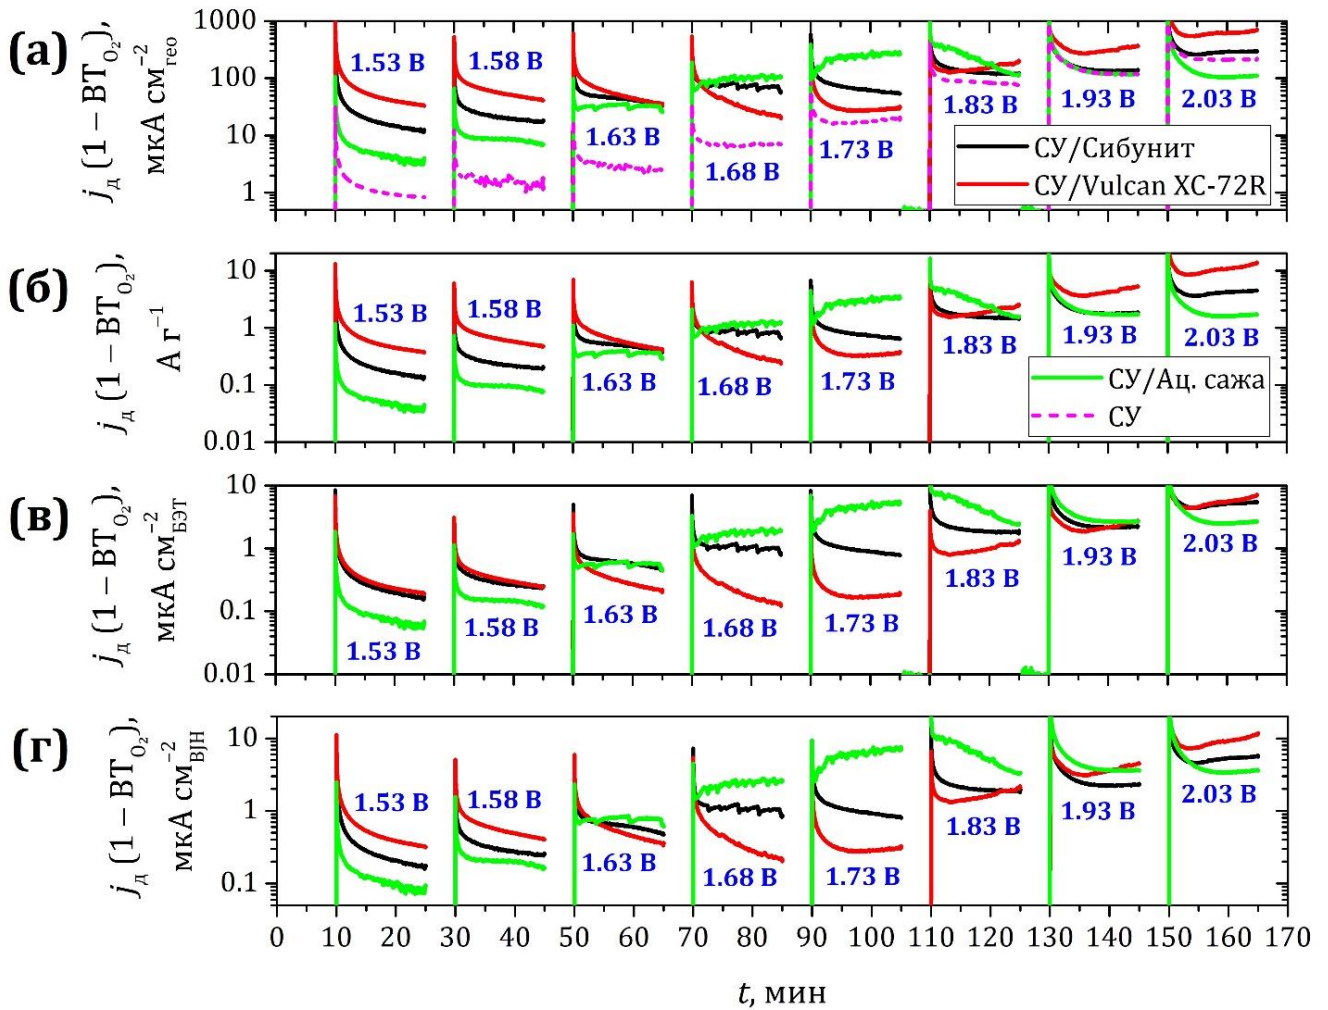 (а)
j_д (1 − ВТ_O₂),
мкА см⁻²_гео
1000
100
10
1
1.53 В
1.58 В
1.63 В
1.68 В
1.73 В
1.83 В
1.93 В
2.03 В
СУ/Сибунит
СУ/Vulcan XC-72R
(б)
j_д (1 − ВТ_O₂),
А г⁻¹
10
1
0.1
0.01
1.53 В
1.58 В
1.63 В
1.68 В
1.73 В
1.83 В
1.93 В
2.03 В
СУ/Ац. сажа
СУ
(в)
j_д (1 − ВТ_O₂),
мкА см⁻²_БЭТ
10
1
0.1
0.01
1.53 В
1.58 В
1.63 В
1.68 В
1.73 В
1.83 В
1.93 В
2.03 В
(г)
j_д (1 − ВТ_O₂),
мкА см⁻²_BJH
10
1
0.1
1.53 В
1.58 В
1.63 В
1.68 В
1.73 В
1.83 В
1.93 В
2.03 В
0 10 20 30 40 50 60 70 80 90 100 110 120 130 140 150 160 170
t, мин